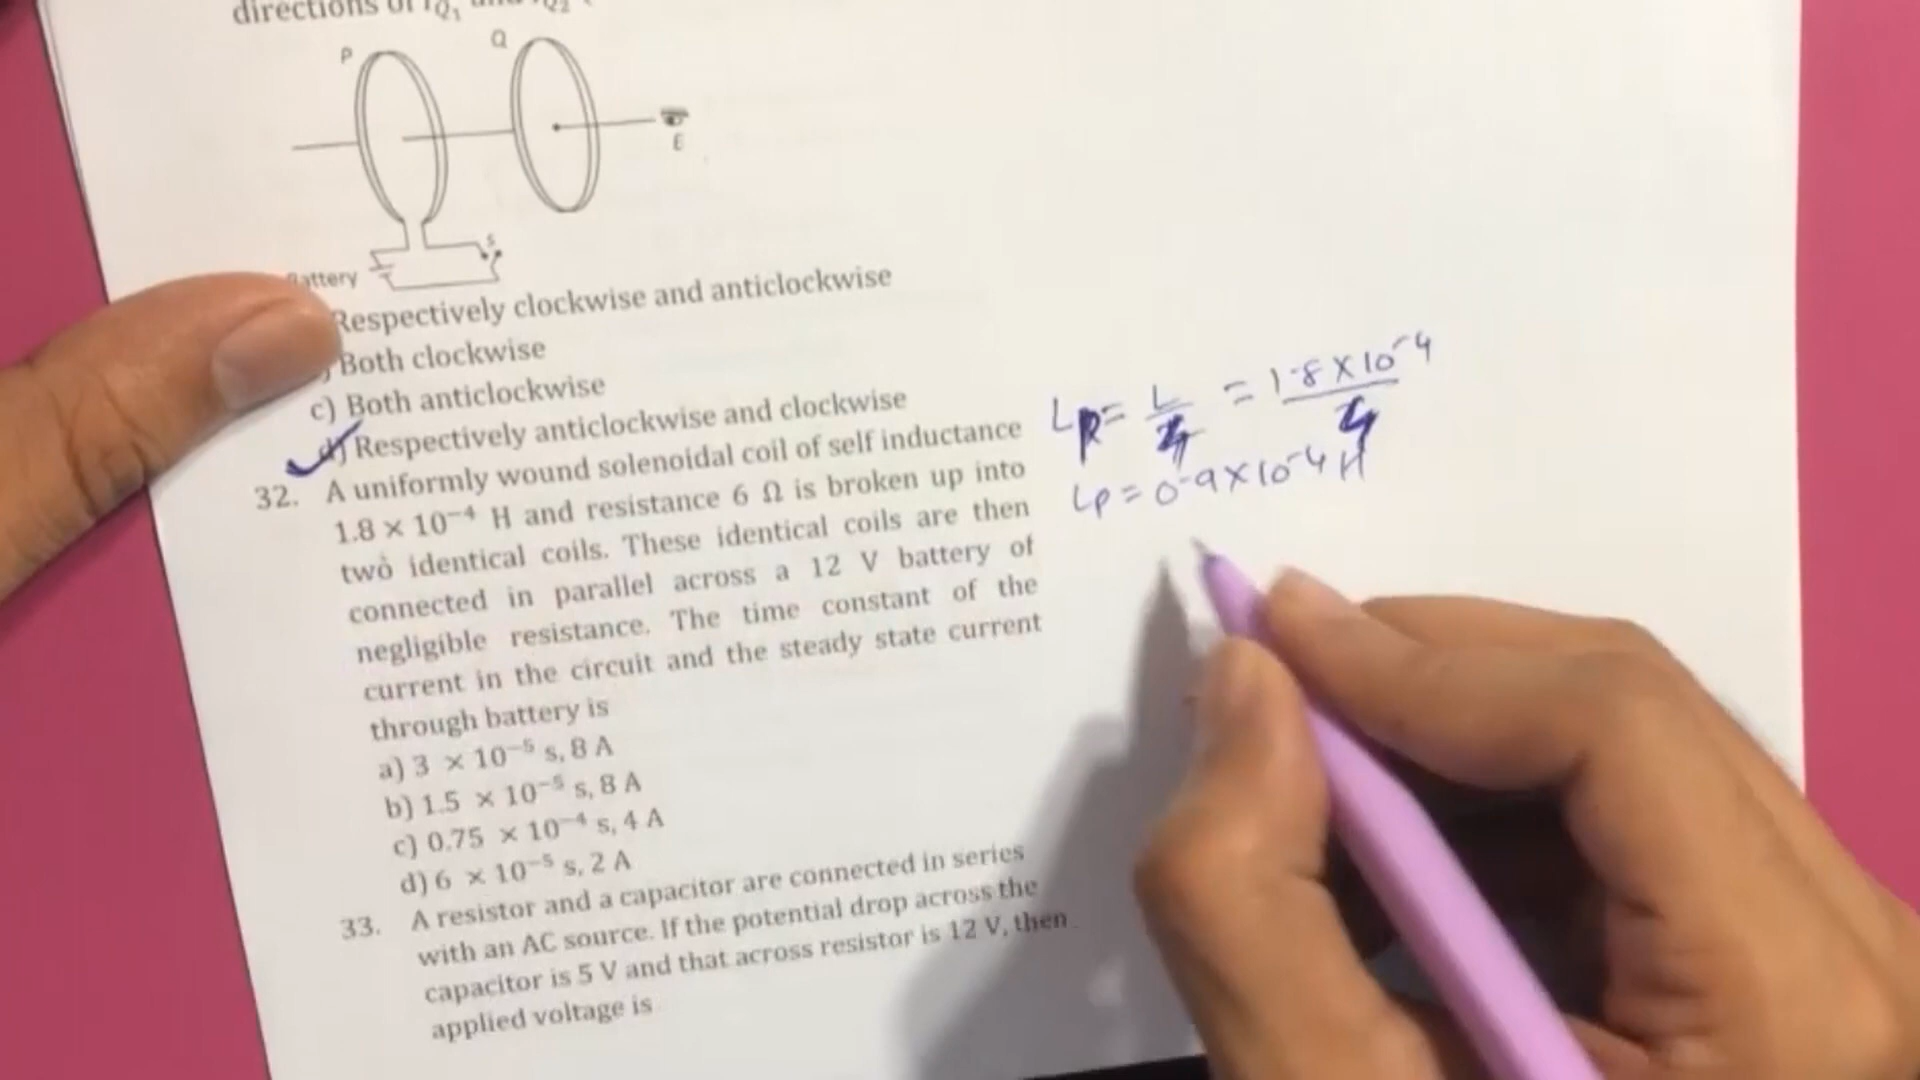 directions of
P
Q
E
S
Battery
Respectively clockwise and anticlockwise
) Both clockwise
c) Both anticlockwise
d) Respectively anticlockwise and clockwise
32. A uniformly wound solenoidal coil of self inductance
1.8 × 10⁻⁴ H and resistance 6 Ω is broken up into
two identical coils. These identical coils are then
connected in parallel across a 12 V battery of
negligible resistance. The time constant of the
current in the circuit and the steady state current
through battery is
a) 3 × 10⁻⁵ s, 8 A
b) 1.5 × 10⁻⁵ s, 8 A
c) 0.75 × 10⁻⁴ s, 4 A
d) 6 × 10⁻⁵ s, 2 A
33. A resistor and a capacitor are connected in series
with an AC source. If the potential drop across the
capacitor is 5 V and that across resistor is 12 V, then
applied voltage is
Lp = L/4 = 1.8 × 10⁻⁴/4
Lp = 0.9 × 10⁻⁴ H